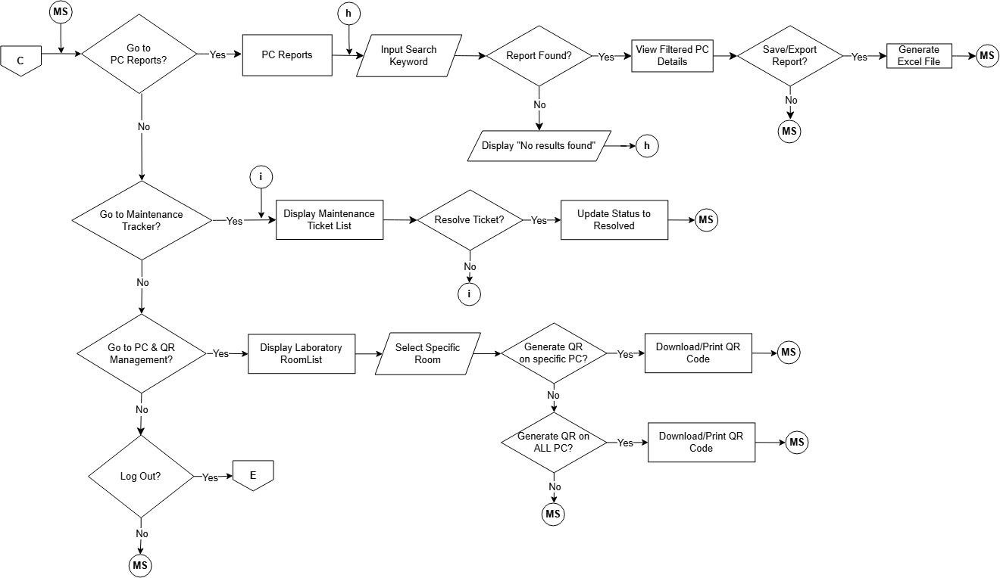 MS
C
Go to
PC Reports?
Yes
PC Reports
h
Input Search
Keyword
Report Found?
Yes
View Filtered PC
Details
Save/Export
Report?
Yes
Generate
Excel File
MS
No
No
MS
No
Display "No results found"
h
i
Go to Maintenance
Tracker?
Yes
Display Maintenance
Ticket List
Resolve Ticket?
Yes
Update Status to
Resolved
MS
No
i
No
Go to PC & QR
Management?
Yes
Display Laboratory
RoomList
Select Specific
Room
Generate QR
on specific PC?
Yes
Download/Print QR
Code
MS
No
No
Generate QR on
ALL PC?
Yes
Download/Print QR
Code
MS
Log Out?
Yes
E
No
MS
No
MS